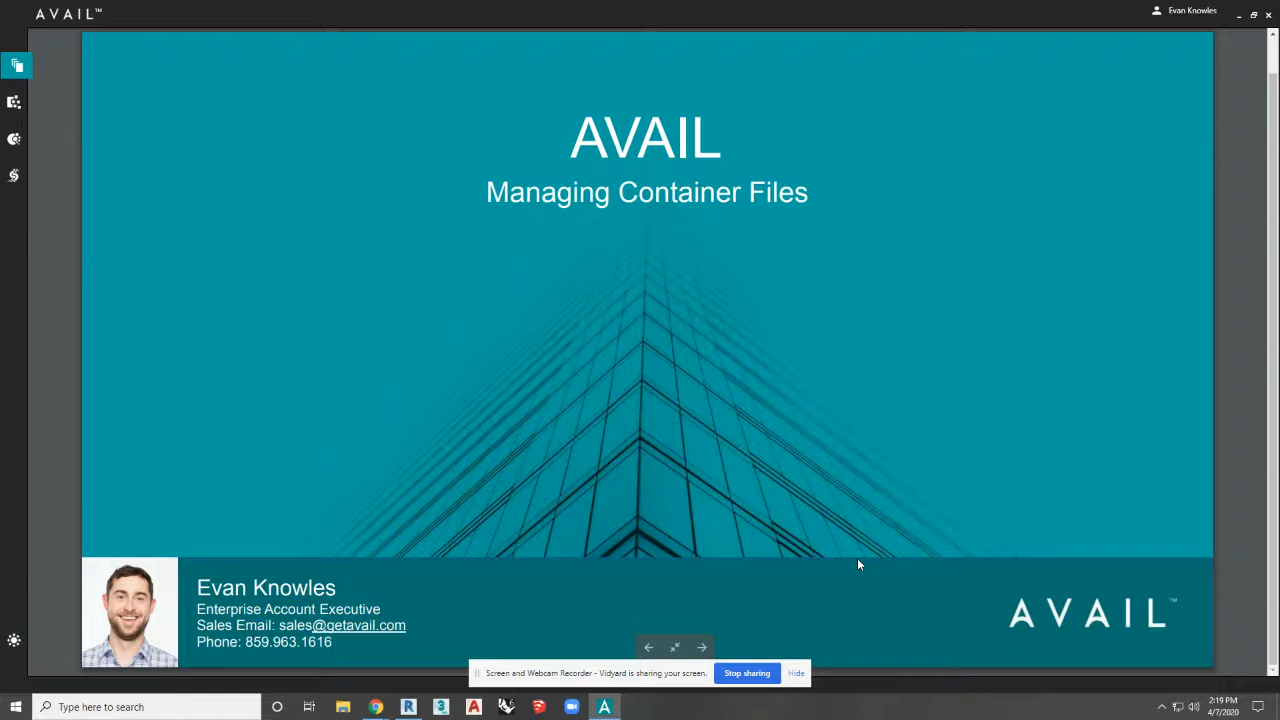 AVAIL™
Evan Knowles
AVAIL
Managing Container Files
Evan Knowles
Enterprise Account Executive
Sales Email: sales@getavail.com
Phone: 859.963.1616
AVAIL™
Screen and Webcam Recorder - Vidyard is sharing your screen.
Stop sharing
Hide
Type here to search
2:19 PM
4/7/2020